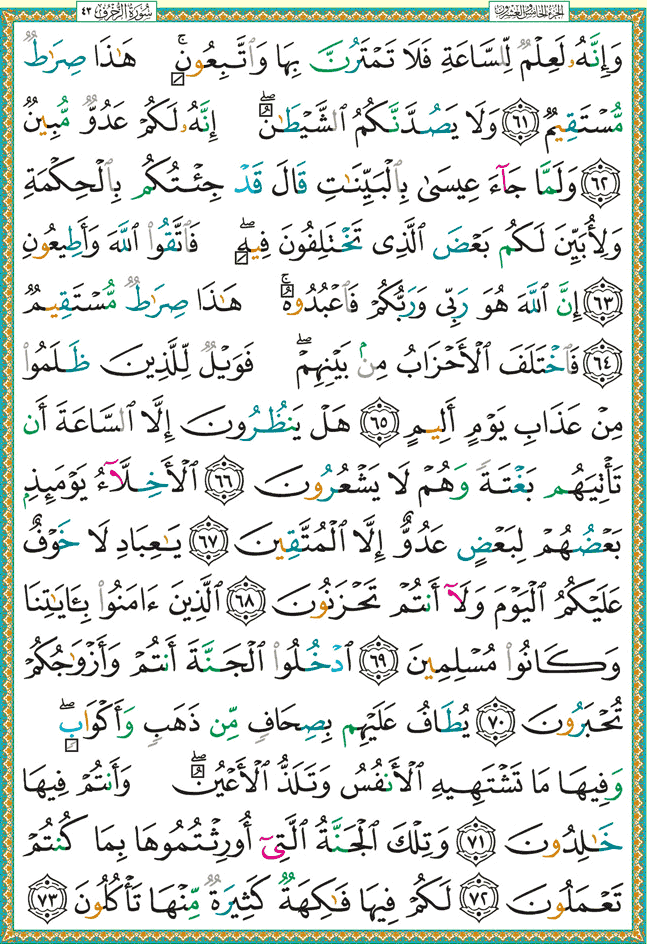 الجزء الخامس والعشرون سورة الزخرف ٤٣
وَإِنَّهُۥ لَعِلْمٌ لِّلسَّاعَةِ فَلَا تَمْتَرُنَّ بِهَا وَٱتَّبِعُونِ ۚ هَـٰذَا صِرَٰطٌ
مُّسْتَقِيمٌ ٦١ وَلَا يَصُدَّنَّكُمُ ٱلشَّيْطَـٰنُ ۖ إِنَّهُۥ لَكُمْ عَدُوٌّ مُّبِينٌ
٦٢ وَلَمَّا جَآءَ عِيسَىٰ بِٱلْبَيِّنَـٰتِ قَالَ قَدْ جِئْتُكُم بِٱلْحِكْمَةِ
وَلِأُبَيِّنَ لَكُم بَعْضَ ٱلَّذِى تَخْتَلِفُونَ فِيهِ ۖ فَٱتَّقُوا۟ ٱللَّهَ وَأَطِيعُونِ
٦٣ إِنَّ ٱللَّهَ هُوَ رَبِّى وَرَبُّكُمْ فَٱعْبُدُوهُ ۚ هَـٰذَا صِرَٰطٌ مُّسْتَقِيمٌ
٦٤ فَٱخْتَلَفَ ٱلْأَحْزَابُ مِنۢ بَيْنِهِمْ ۖ فَوَيْلٌ لِّلَّذِينَ ظَلَمُوا۟
مِنْ عَذَابِ يَوْمٍ أَلِيمٍ ٦٥ هَلْ يَنظُرُونَ إِلَّا ٱلسَّاعَةَ أَن
تَأْتِيَهُم بَغْتَةً وَهُمْ لَا يَشْعُرُونَ ٦٦ ٱلْأَخِلَّآءُ يَوْمَئِذٍۭ
بَعْضُهُمْ لِبَعْضٍ عَدُوٌّ إِلَّا ٱلْمُتَّقِينَ ٦٧ يَـٰعِبَادِ لَا خَوْفٌ
عَلَيْكُمُ ٱلْيَوْمَ وَلَآ أَنتُمْ تَحْزَنُونَ ٦٨ ٱلَّذِينَ ءَامَنُوا۟ بِـَٔايَـٰتِنَا
وَكَانُوا۟ مُسْلِمِينَ ٦٩ ٱدْخُلُوا۟ ٱلْجَنَّةَ أَنتُمْ وَأَزْوَٰجُكُمْ
تُحْبَرُونَ ٧٠ يُطَافُ عَلَيْهِم بِصِحَافٍ مِّن ذَهَبٍ وَأَكْوَابٍ ۖ
وَفِيهَا مَا تَشْتَهِيهِ ٱلْأَنفُسُ وَتَلَذُّ ٱلْأَعْيُنُ ۖ وَأَنتُمْ فِيهَا
خَـٰلِدُونَ ٧١ وَتِلْكَ ٱلْجَنَّةُ ٱلَّتِىٓ أُورِثْتُمُوهَا بِمَا كُنتُمْ
تَعْمَلُونَ ٧٢ لَكُمْ فِيهَا فَـٰكِهَةٌ كَثِيرَةٌ مِّنْهَا تَأْكُلُونَ ٧٣